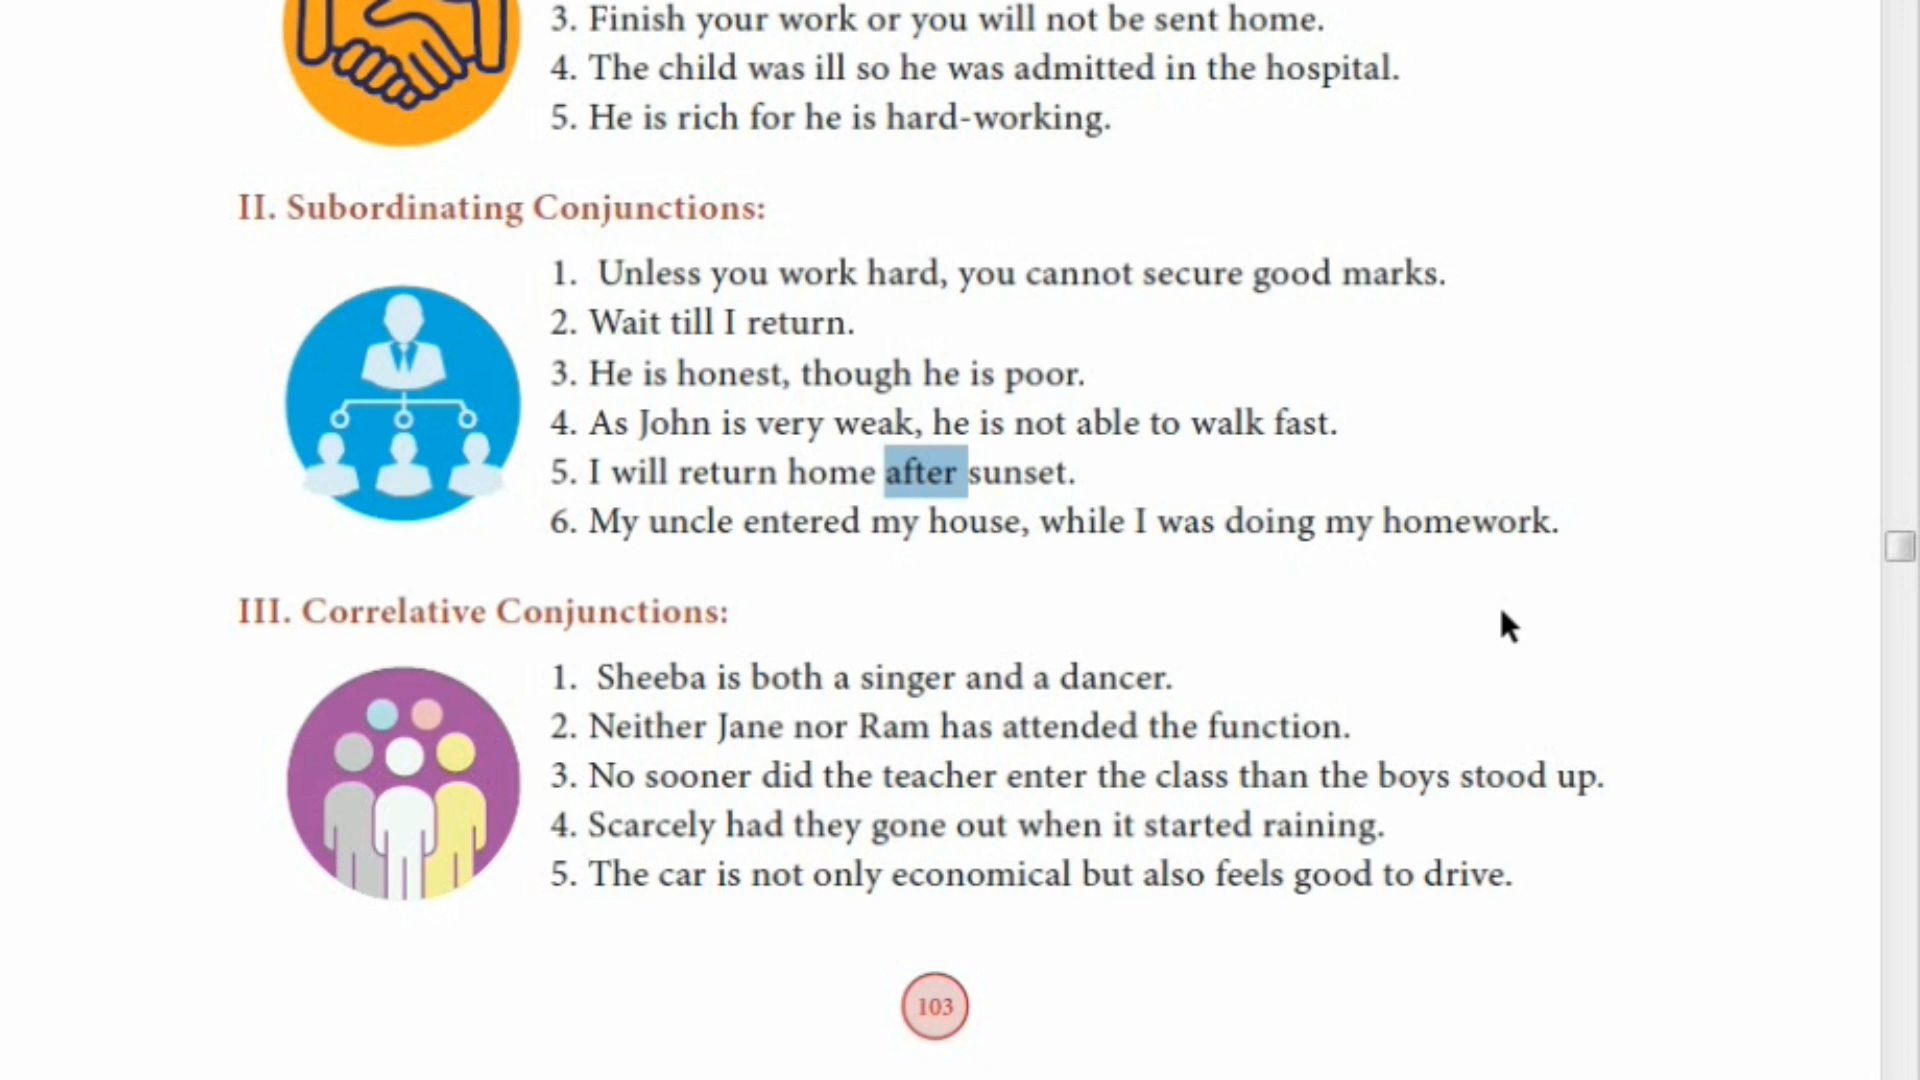 3. Finish your work or you will not be sent home.
4. The child was ill so he was admitted in the hospital.
5. He is rich for he is hard-working.
II. Subordinating Conjunctions:
1. Unless you work hard, you cannot secure good marks.
2. Wait till I return.
3. He is honest, though he is poor.
4. As John is very weak, he is not able to walk fast.
5. I will return home after sunset.
6. My uncle entered my house, while I was doing my homework.
III. Correlative Conjunctions:
1. Sheeba is both a singer and a dancer.
2. Neither Jane nor Ram has attended the function.
3. No sooner did the teacher enter the class than the boys stood up.
4. Scarcely had they gone out when it started raining.
5. The car is not only economical but also feels good to drive.
103